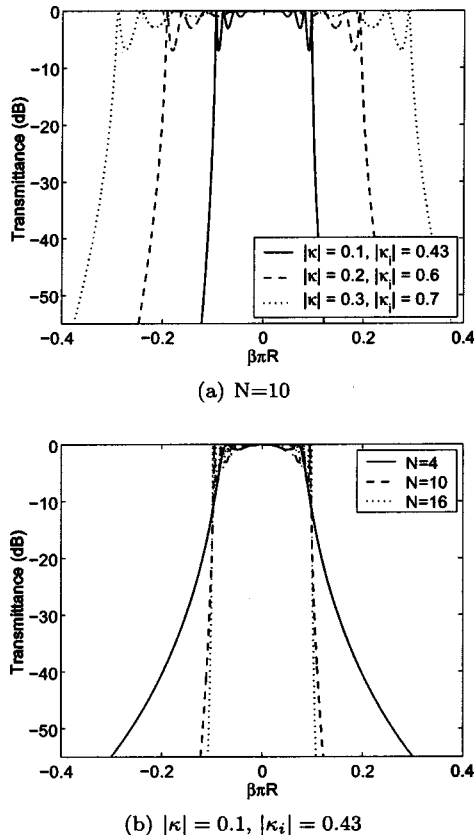 0
−10
−20
−30
−40
−50
Transmittance (dB)
|κ| = 0.1, |κi| = 0.43
|κ| = 0.2, |κi| = 0.6
|κ| = 0.3, |κi| = 0.7
−0.4 −0.2 0 0.2 0.4
βπR
(a) N=10
0
−10
−20
−30
−40
−50
Transmittance (dB)
N=4
N=10
N=16
−0.4 −0.2 0 0.2 0.4
βπR
(b) |κ| = 0.1, |κi| = 0.43